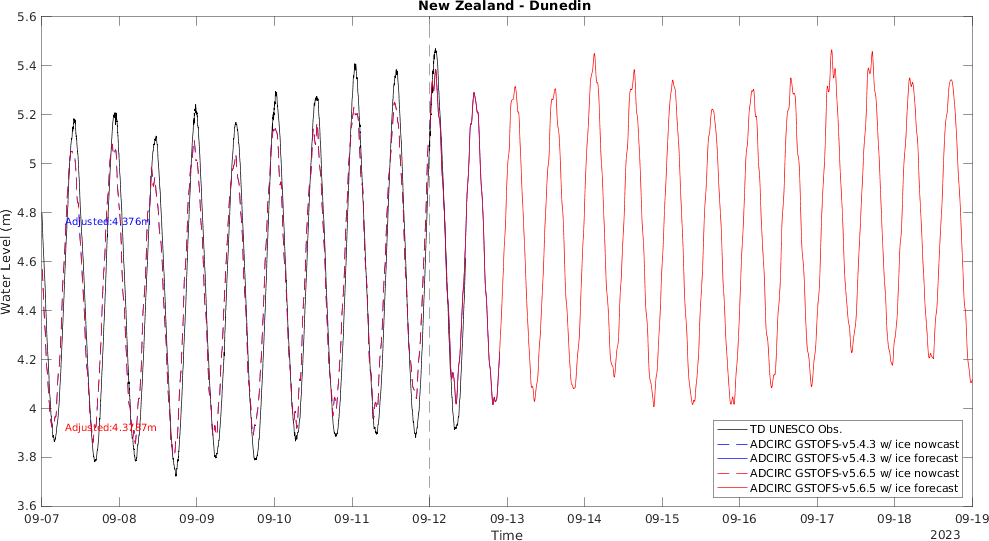 New Zealand - Dunedin
5.6
5.4
5.2
5
4.8
4.6
4.4
4.2
4
3.8
3.6
Water Level (m)
Adjusted:4.376m
Adjusted:4.3787m
TD UNESCO Obs.
ADCIRC GSTOFS-v5.4.3 w/ ice nowcast
ADCIRC GSTOFS-v5.4.3 w/ ice forecast
ADCIRC GSTOFS-v5.6.5 w/ ice nowcast
ADCIRC GSTOFS-v5.6.5 w/ ice forecast
09-07 09-08 09-09 09-10 09-11 09-12 09-13 09-14 09-15 09-16 09-17 09-18 09-19
Time
2023